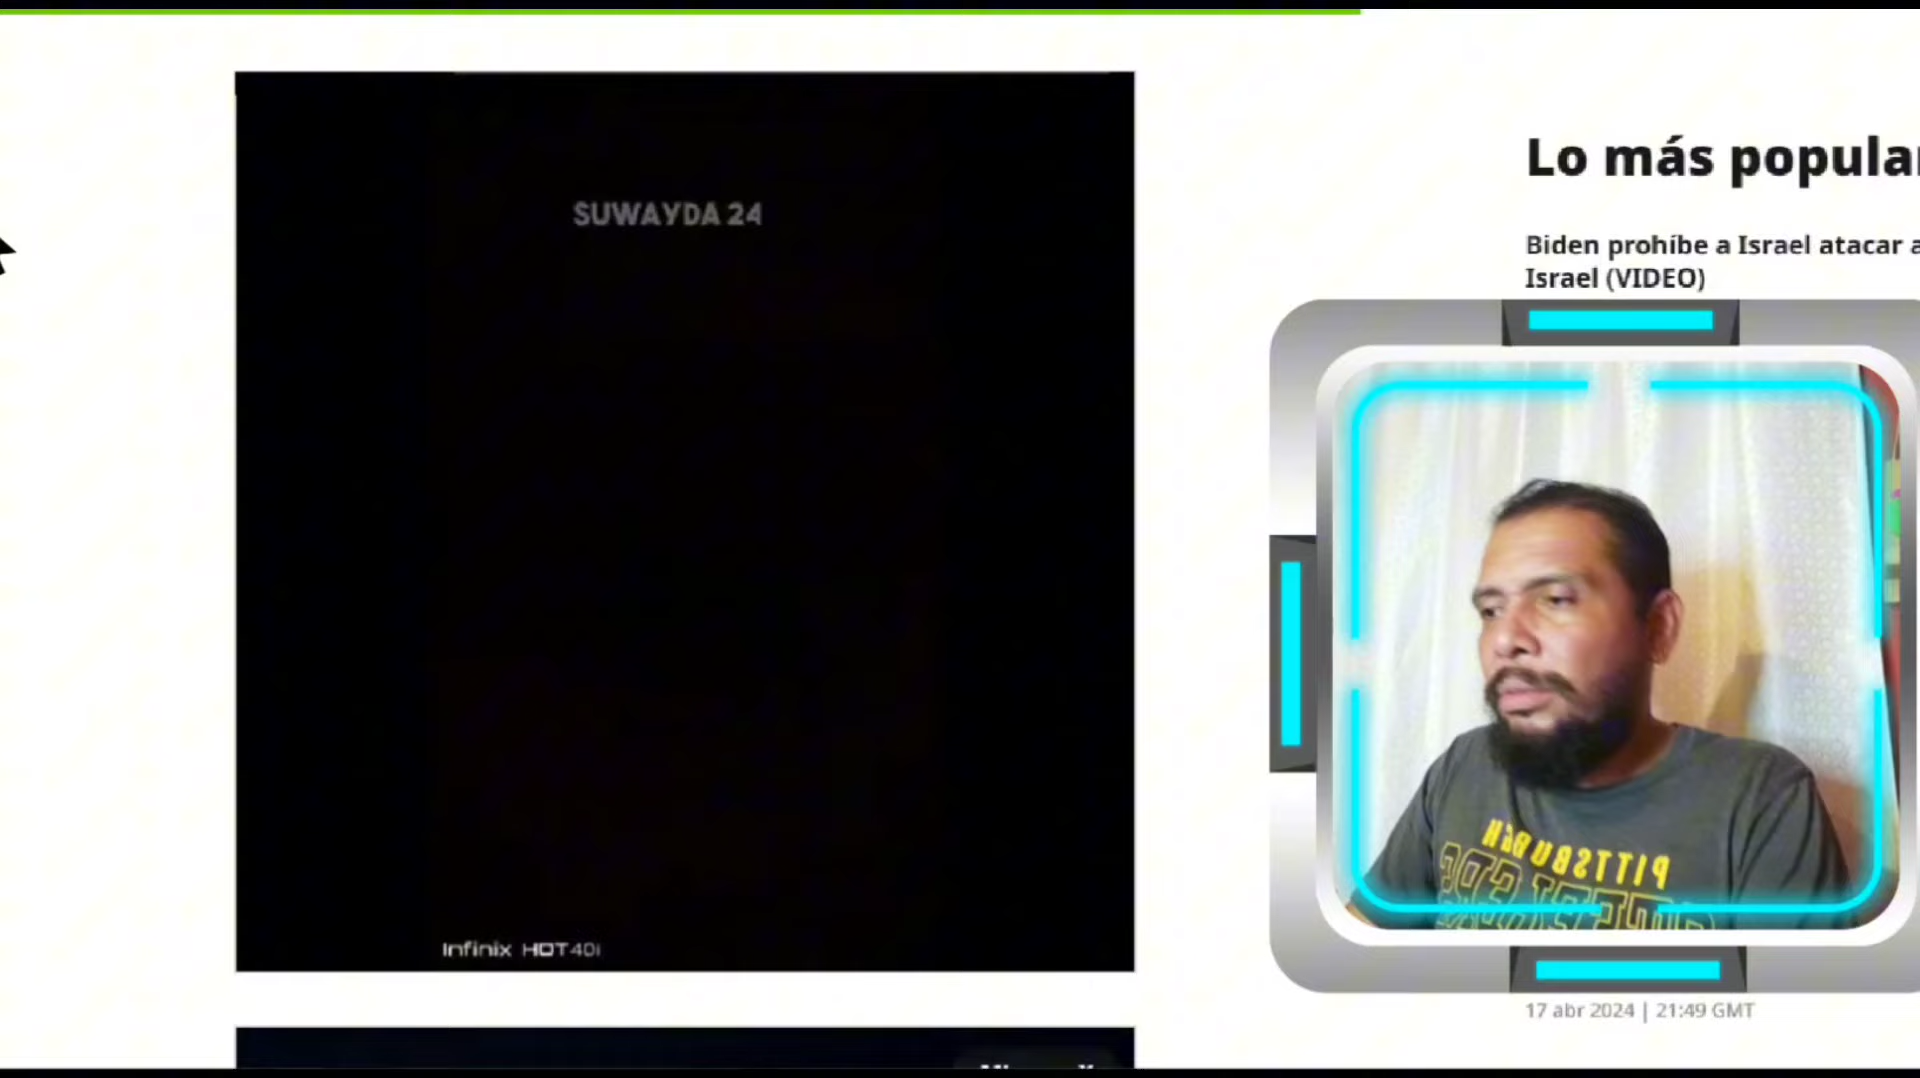 SUWAYDA 24
Infinix HOT 40i
Lo más popular
Biden prohíbe a Israel atacar a
Israel (VIDEO)
PITTSBURGH
STEELERS
17 abr 2024 | 21:49 GMT